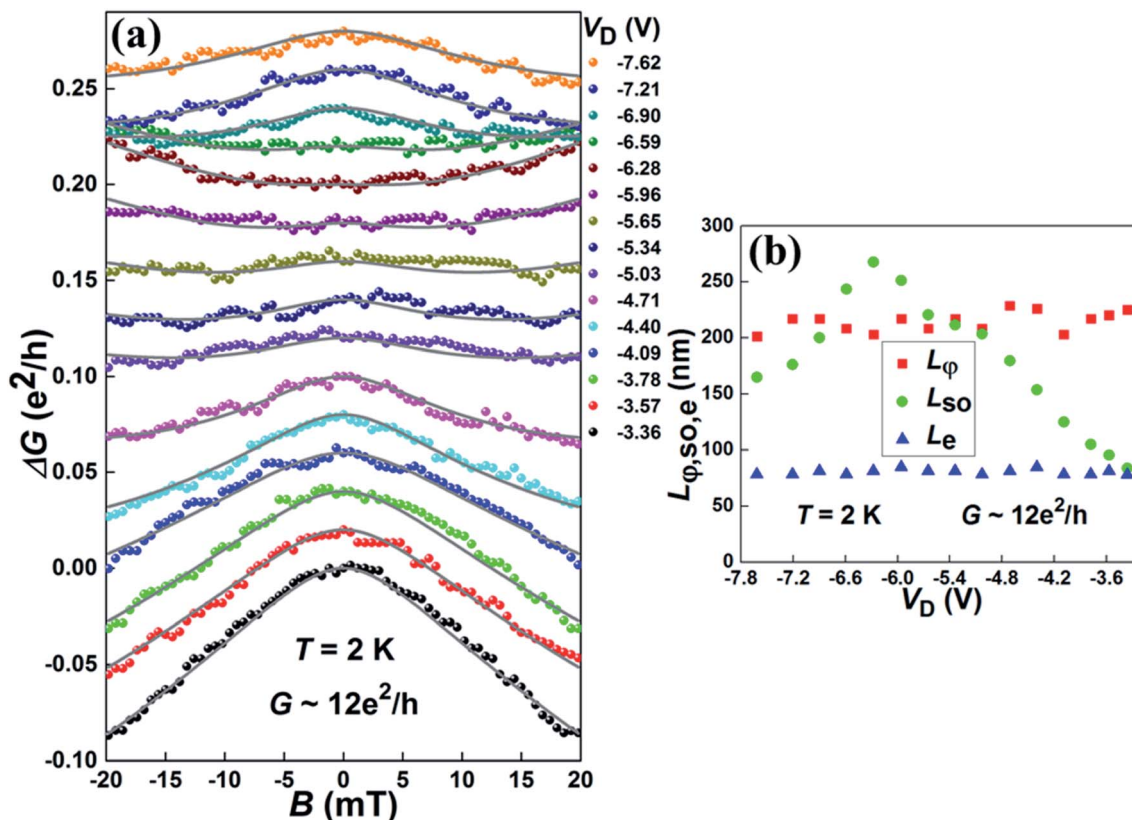 (a)
V_D (V)
-7.62
-7.21
-6.90
-6.59
-6.28
-5.96
-5.65
-5.34
-5.03
-4.71
-4.40
-4.09
-3.78
-3.57
-3.36
0.25
0.20
0.15
0.10
0.05
0.00
-0.05
-0.10
ΔG (e²/h)
T = 2 K
G ~ 12e²/h
-20 -15 -10 -5 0 5 10 15 20
B (mT)
(b)
300
250
200
150
100
50
0
L_φ,so,e (nm)
L_φ
L_so
L_e
T = 2 K G ~ 12e²/h
-7.8 -7.2 -6.6 -6.0 -5.4 -4.8 -4.2 -3.6
V_D (V)